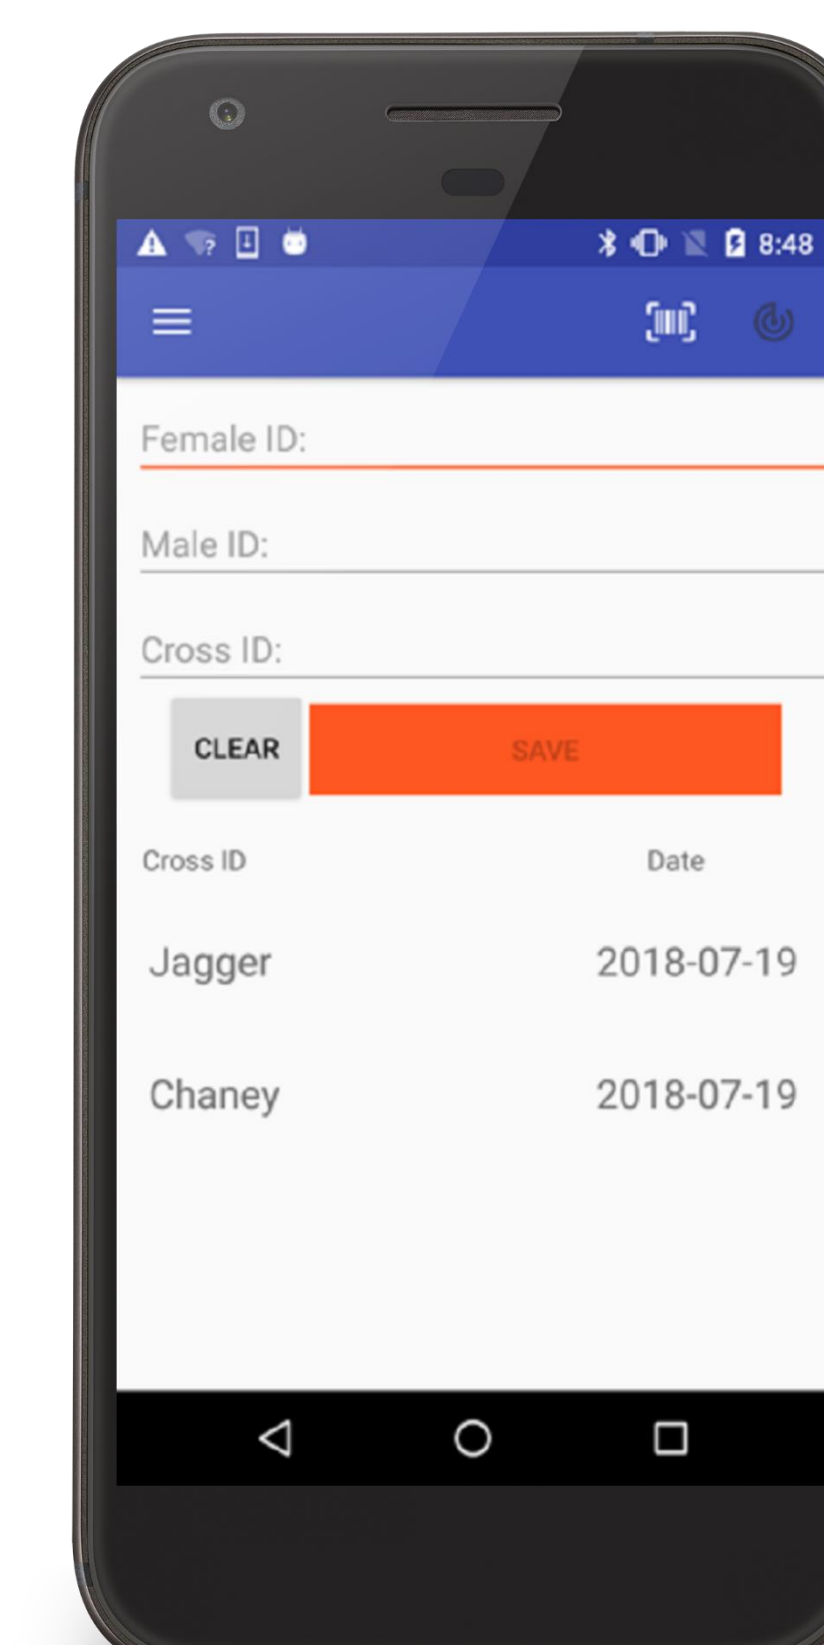 8:48
Female ID:
Male ID:
Cross ID:
CLEAR SAVE
Cross ID Date
Jagger 2018-07-19
Chaney 2018-07-19